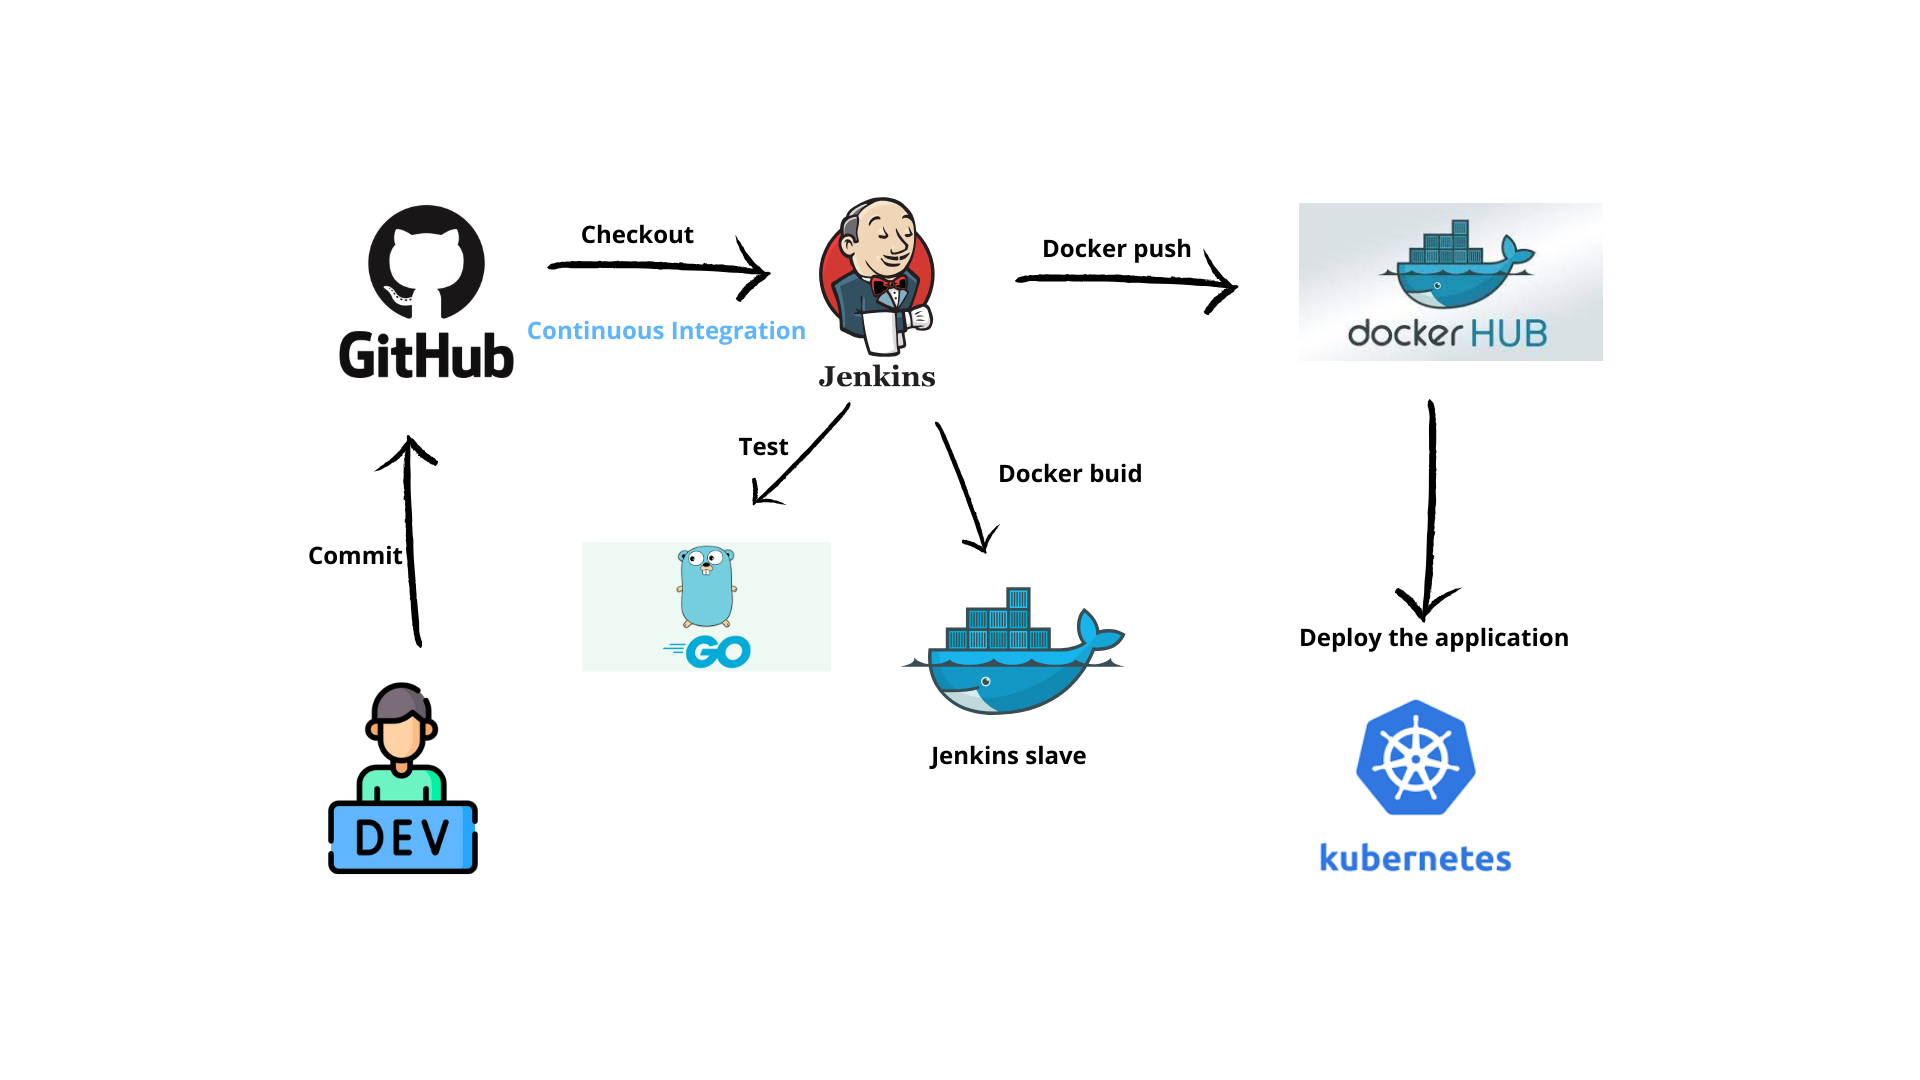 Checkout
Docker push
GitHub
Continuous Integration
Jenkins
docker HUB
Test
Docker buid
Commit
GO
Deploy the application
Jenkins slave
DEV
kubernetes